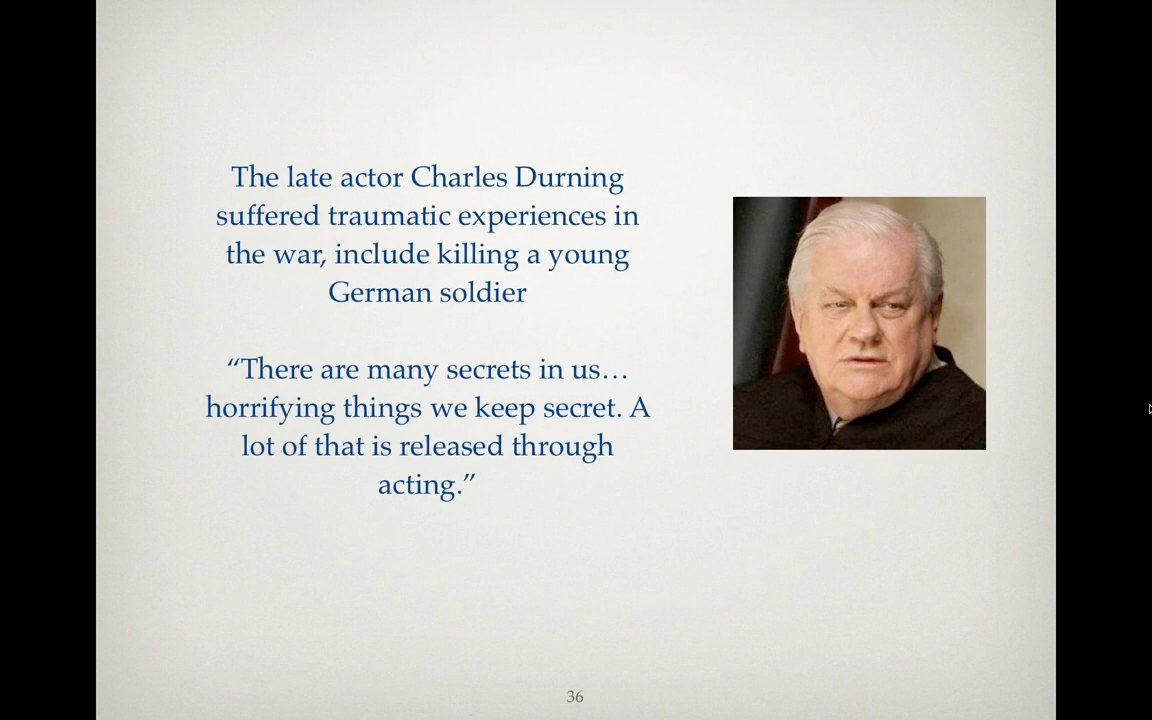 The late actor Charles Durning
suffered traumatic experiences in
the war, include killing a young
German soldier
“There are many secrets in us…
horrifying things we keep secret. A
lot of that is released through
acting.”
36